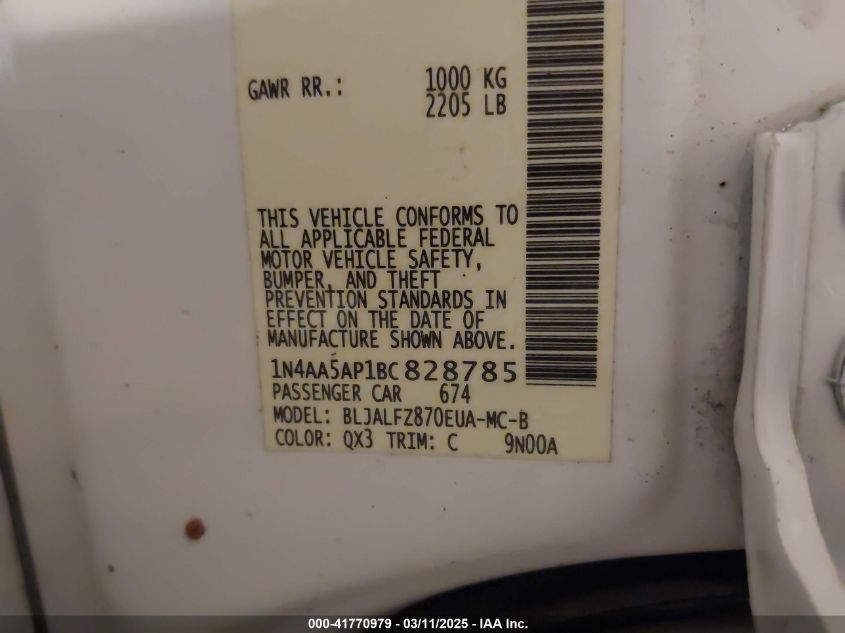 GAWR RR.: 1000 KG
2205 LB
THIS VEHICLE CONFORMS TO
ALL APPLICABLE FEDERAL
MOTOR VEHICLE SAFETY,
BUMPER, AND THEFT
PREVENTION STANDARDS IN
EFFECT ON THE DATE OF
MANUFACTURE SHOWN ABOVE.
1N4AA5AP1BC828785
PASSENGER CAR 674
MODEL: BLJALFZ870EUA-MC-B
COLOR: QX3 TRIM: C 9N00A
000-41770979 - 03/11/2025 - IAA Inc.